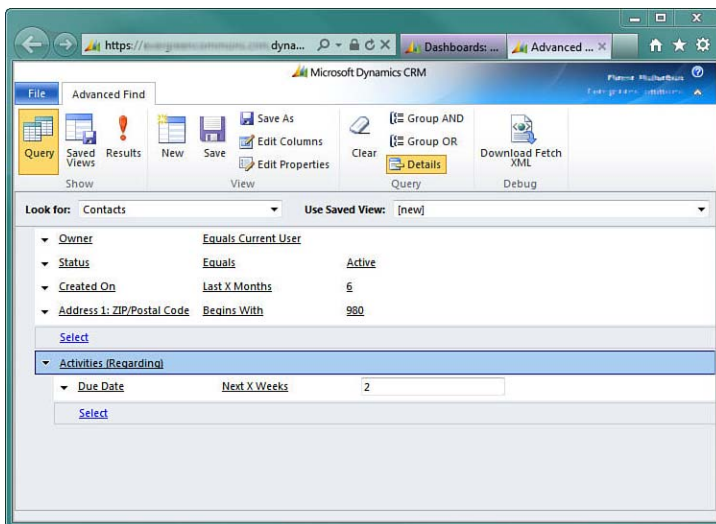 https:// dyna...
Dashboards: ...
Advanced ...
Microsoft Dynamics CRM
File
Advanced Find
Query
Saved Views
Results
New
Save
Save As
Edit Columns
Edit Properties
Clear
Group AND
Group OR
Details
Download Fetch XML
Show
View
Query
Debug
Look for: Contacts
Use Saved View: [new]
Owner Equals Current User
Status Equals Active
Created On Last X Months 6
Address 1: ZIP/Postal Code Begins With 980
Select
Activities (Regarding)
Due Date Next X Weeks 2
Select